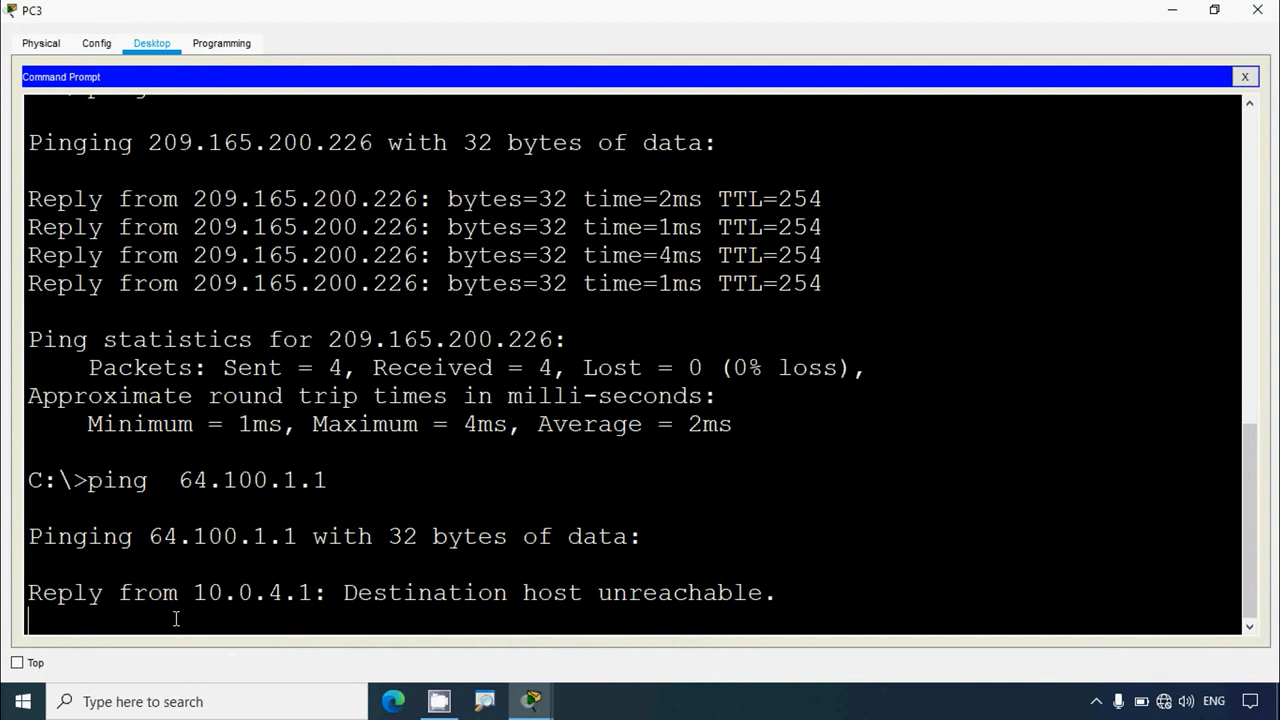 PC3
Physical Config Desktop Programming
Command Prompt X
Pinging 209.165.200.226 with 32 bytes of data:
Reply from 209.165.200.226: bytes=32 time=2ms TTL=254
Reply from 209.165.200.226: bytes=32 time=1ms TTL=254
Reply from 209.165.200.226: bytes=32 time=4ms TTL=254
Reply from 209.165.200.226: bytes=32 time=1ms TTL=254
Ping statistics for 209.165.200.226:
Packets: Sent = 4, Received = 4, Lost = 0 (0% loss),
Approximate round trip times in milli-seconds:
Minimum = 1ms, Maximum = 4ms, Average = 2ms
C:\>ping  64.100.1.1
Pinging 64.100.1.1 with 32 bytes of data:
Reply from 10.0.4.1: Destination host unreachable.
Top
Type here to search
ENG